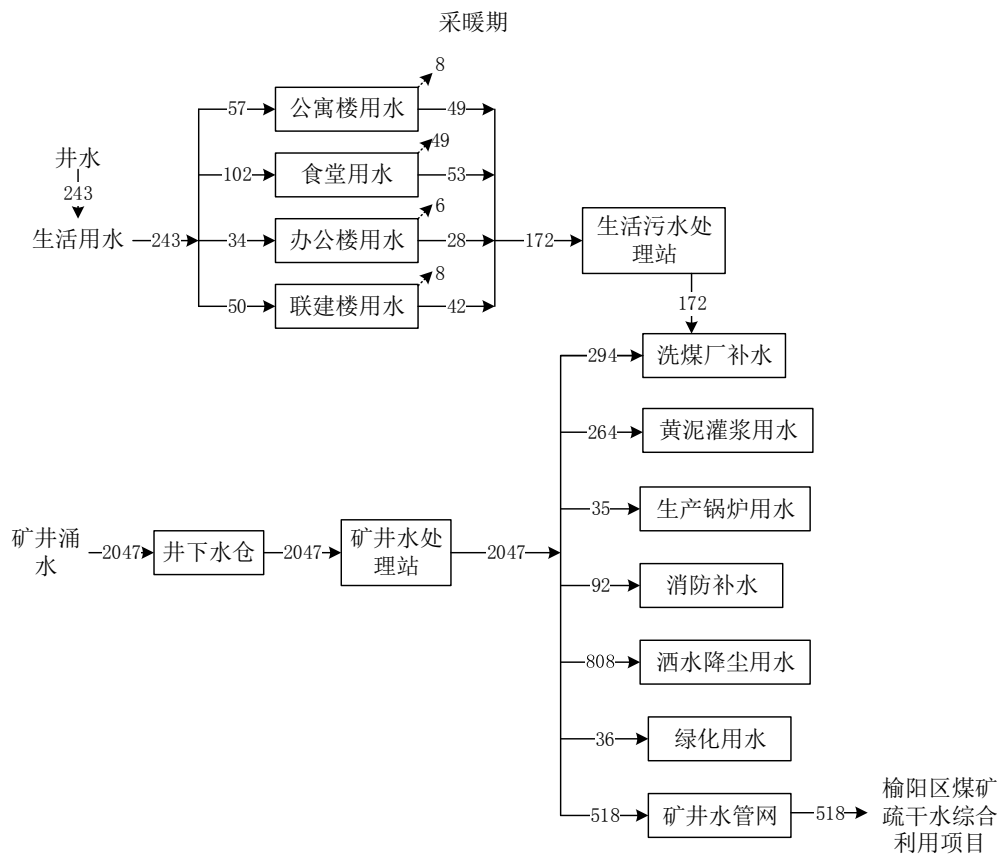 采暖期
8
57
公寓楼用水
49
49
井水
102
食堂用水
53
243
6
生活用水
243
34
办公楼用水
28
172
生活污水处
理站
8
50
联建楼用水
42
172
294
洗煤厂补水
264
黄泥灌浆用水
35
生产锅炉用水
矿井涌
水
2047
井下水仓
2047
矿井水处
理站
2047
92
消防补水
808
洒水降尘用水
36
绿化用水
518
矿井水管网
518
榆阳区煤矿
疏干水综合
利用项目